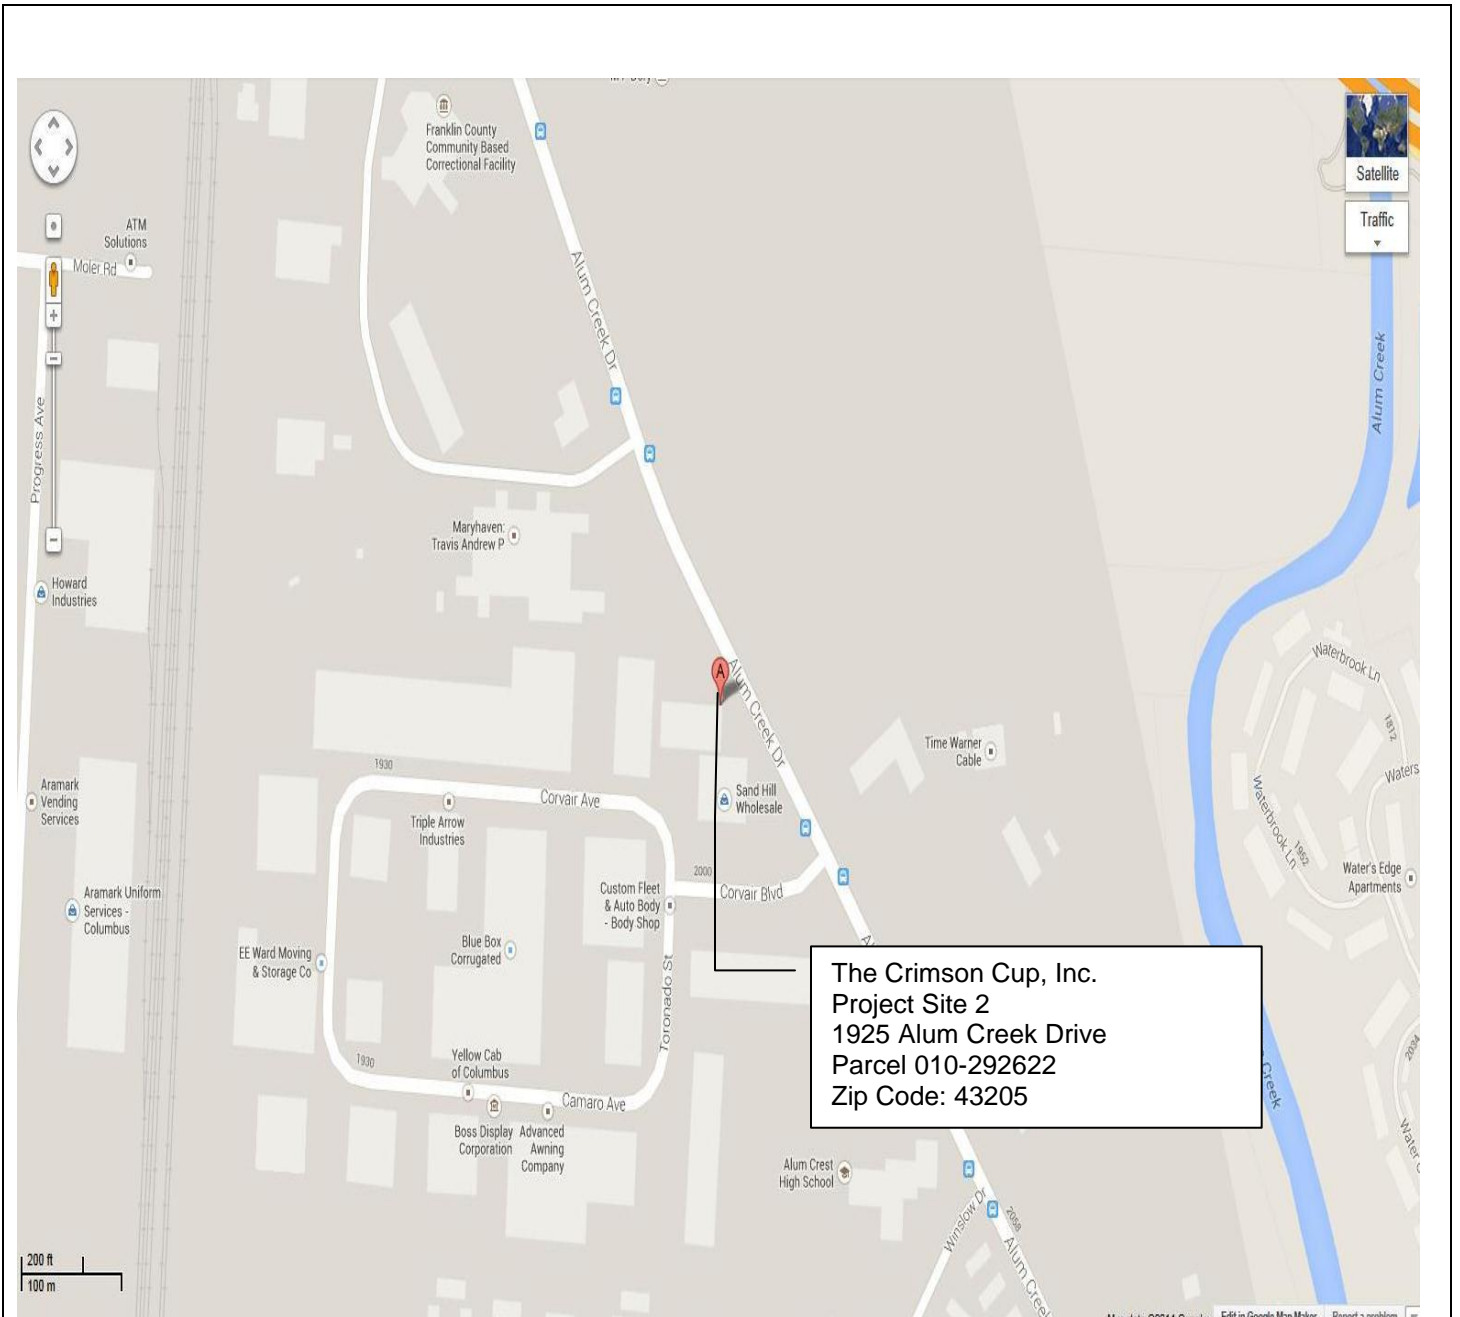 Franklin County
Community Based
Correctional Facility
Satellite
Traffic
ATM
Solutions
Moler Rd
Alum Creek Dr
Alum Creek
Progress Ave
Maryhaven:
Travis Andrew P
Howard
Industries
Waterbrook Ln
1812
A
Alum Creek Dr
Time Warner
Cable
Waters
1930
Corvair Ave
Aramark
Vending
Services
Sand Hill
Wholesale
Triple Arrow
Industries
Waterbrook Ln
1952
2000
Corvair Blvd
Water's Edge
Apartments
Aramark Uniform
Services -
Columbus
Custom Fleet
& Auto Body
- Body Shop
EE Ward Moving
& Storage Co
Blue Box
Corrugated
Toronado St
The Crimson Cup, Inc.
Project Site 2
1925 Alum Creek Drive
Parcel 010-292622
Zip Code: 43205
1930
Yellow Cab
of Columbus
2034
Creek
Camaro Ave
Boss Display
Corporation
Advanced
Awning
Company
Alum Crest
High School
Winslow Dr
2058
Alum Creek
200 ft
100 m
Edit in Google Map Maker
Report a problem